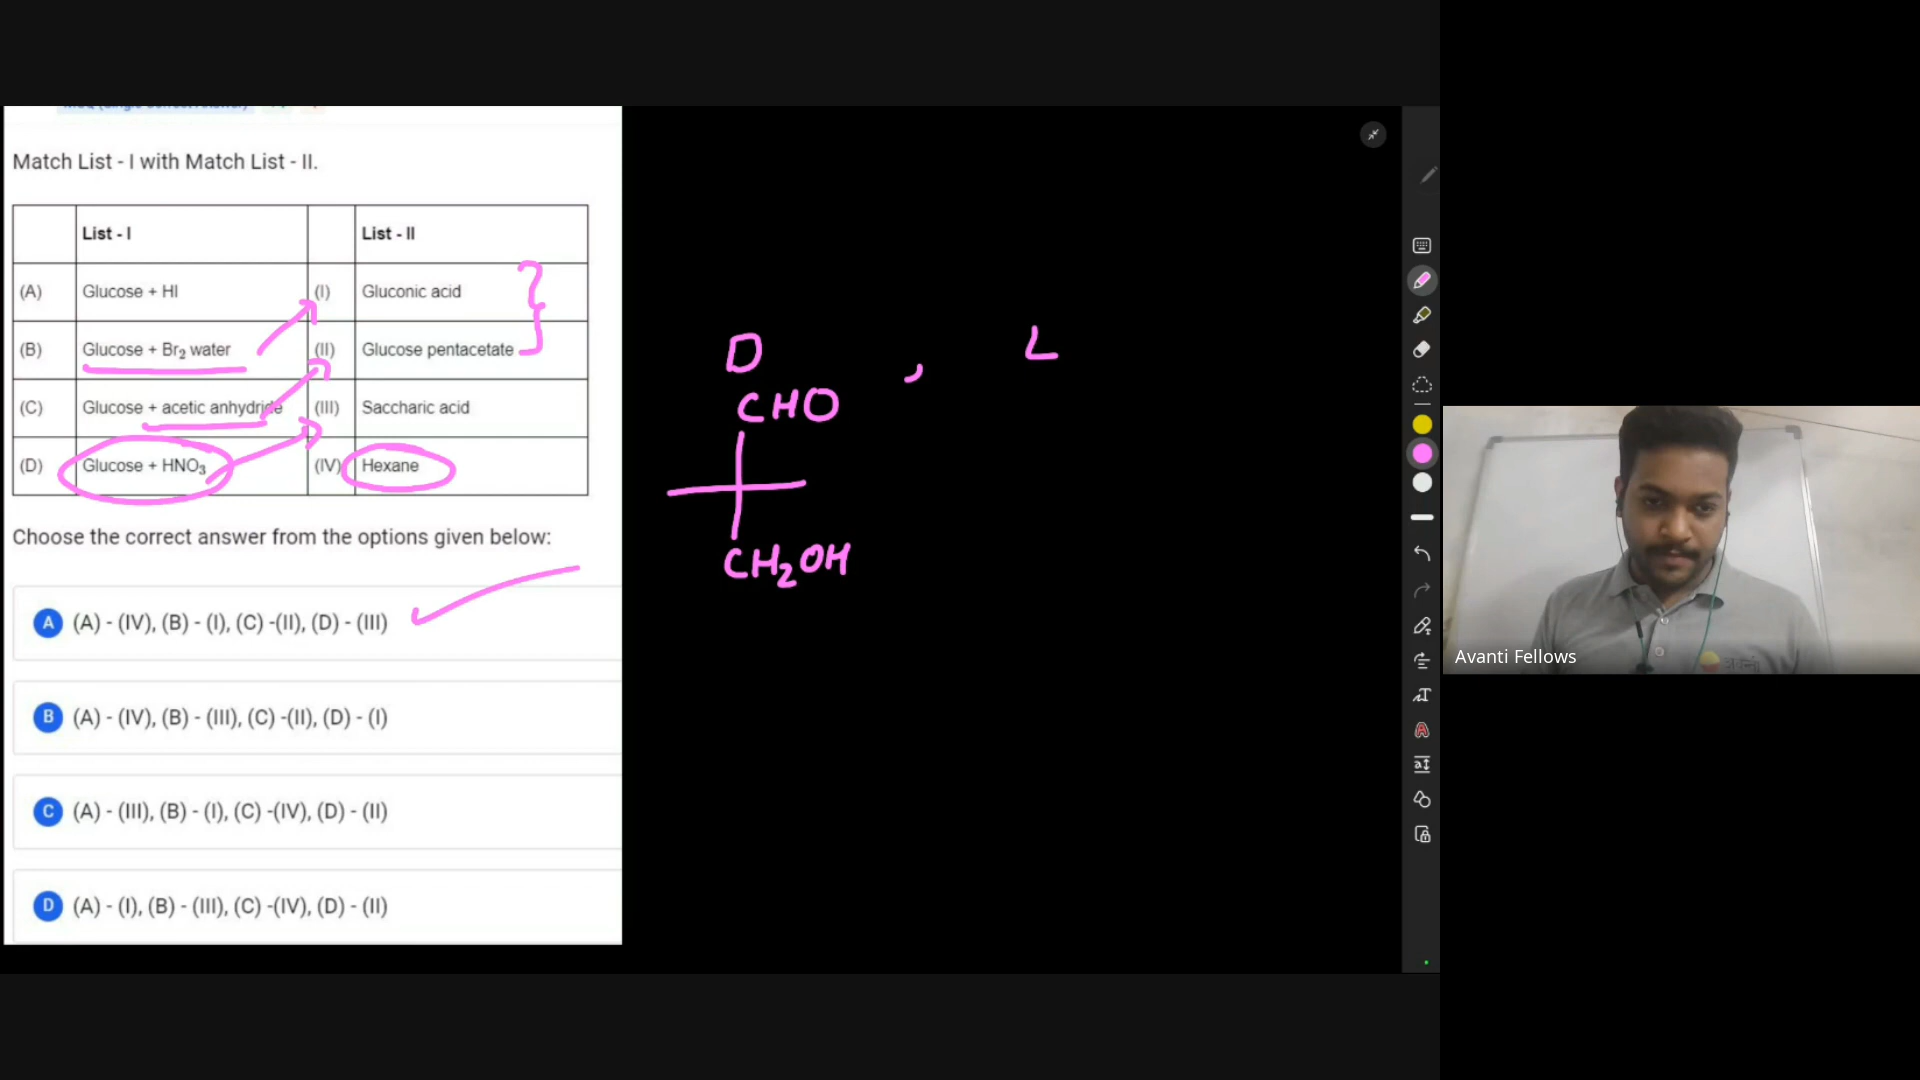 Match List - I with Match List - II.
List - I List - II
(A) Glucose + HI (I) Gluconic acid
(B) Glucose + Br₂ water (II) Glucose pentacetate
(C) Glucose + acetic anhydride (III) Saccharic acid
(D) Glucose + HNO₃ (IV) Hexane
Choose the correct answer from the options given below:
A (A) - (IV), (B) - (I), (C) -(II), (D) - (III)
B (A) - (IV), (B) - (III), (C) -(II), (D) - (I)
C (A) - (III), (B) - (I), (C) -(IV), (D) - (II)
D (A) - (I), (B) - (III), (C) -(IV), (D) - (II)
D , L
CHO
CH₂OH
Avanti Fellows